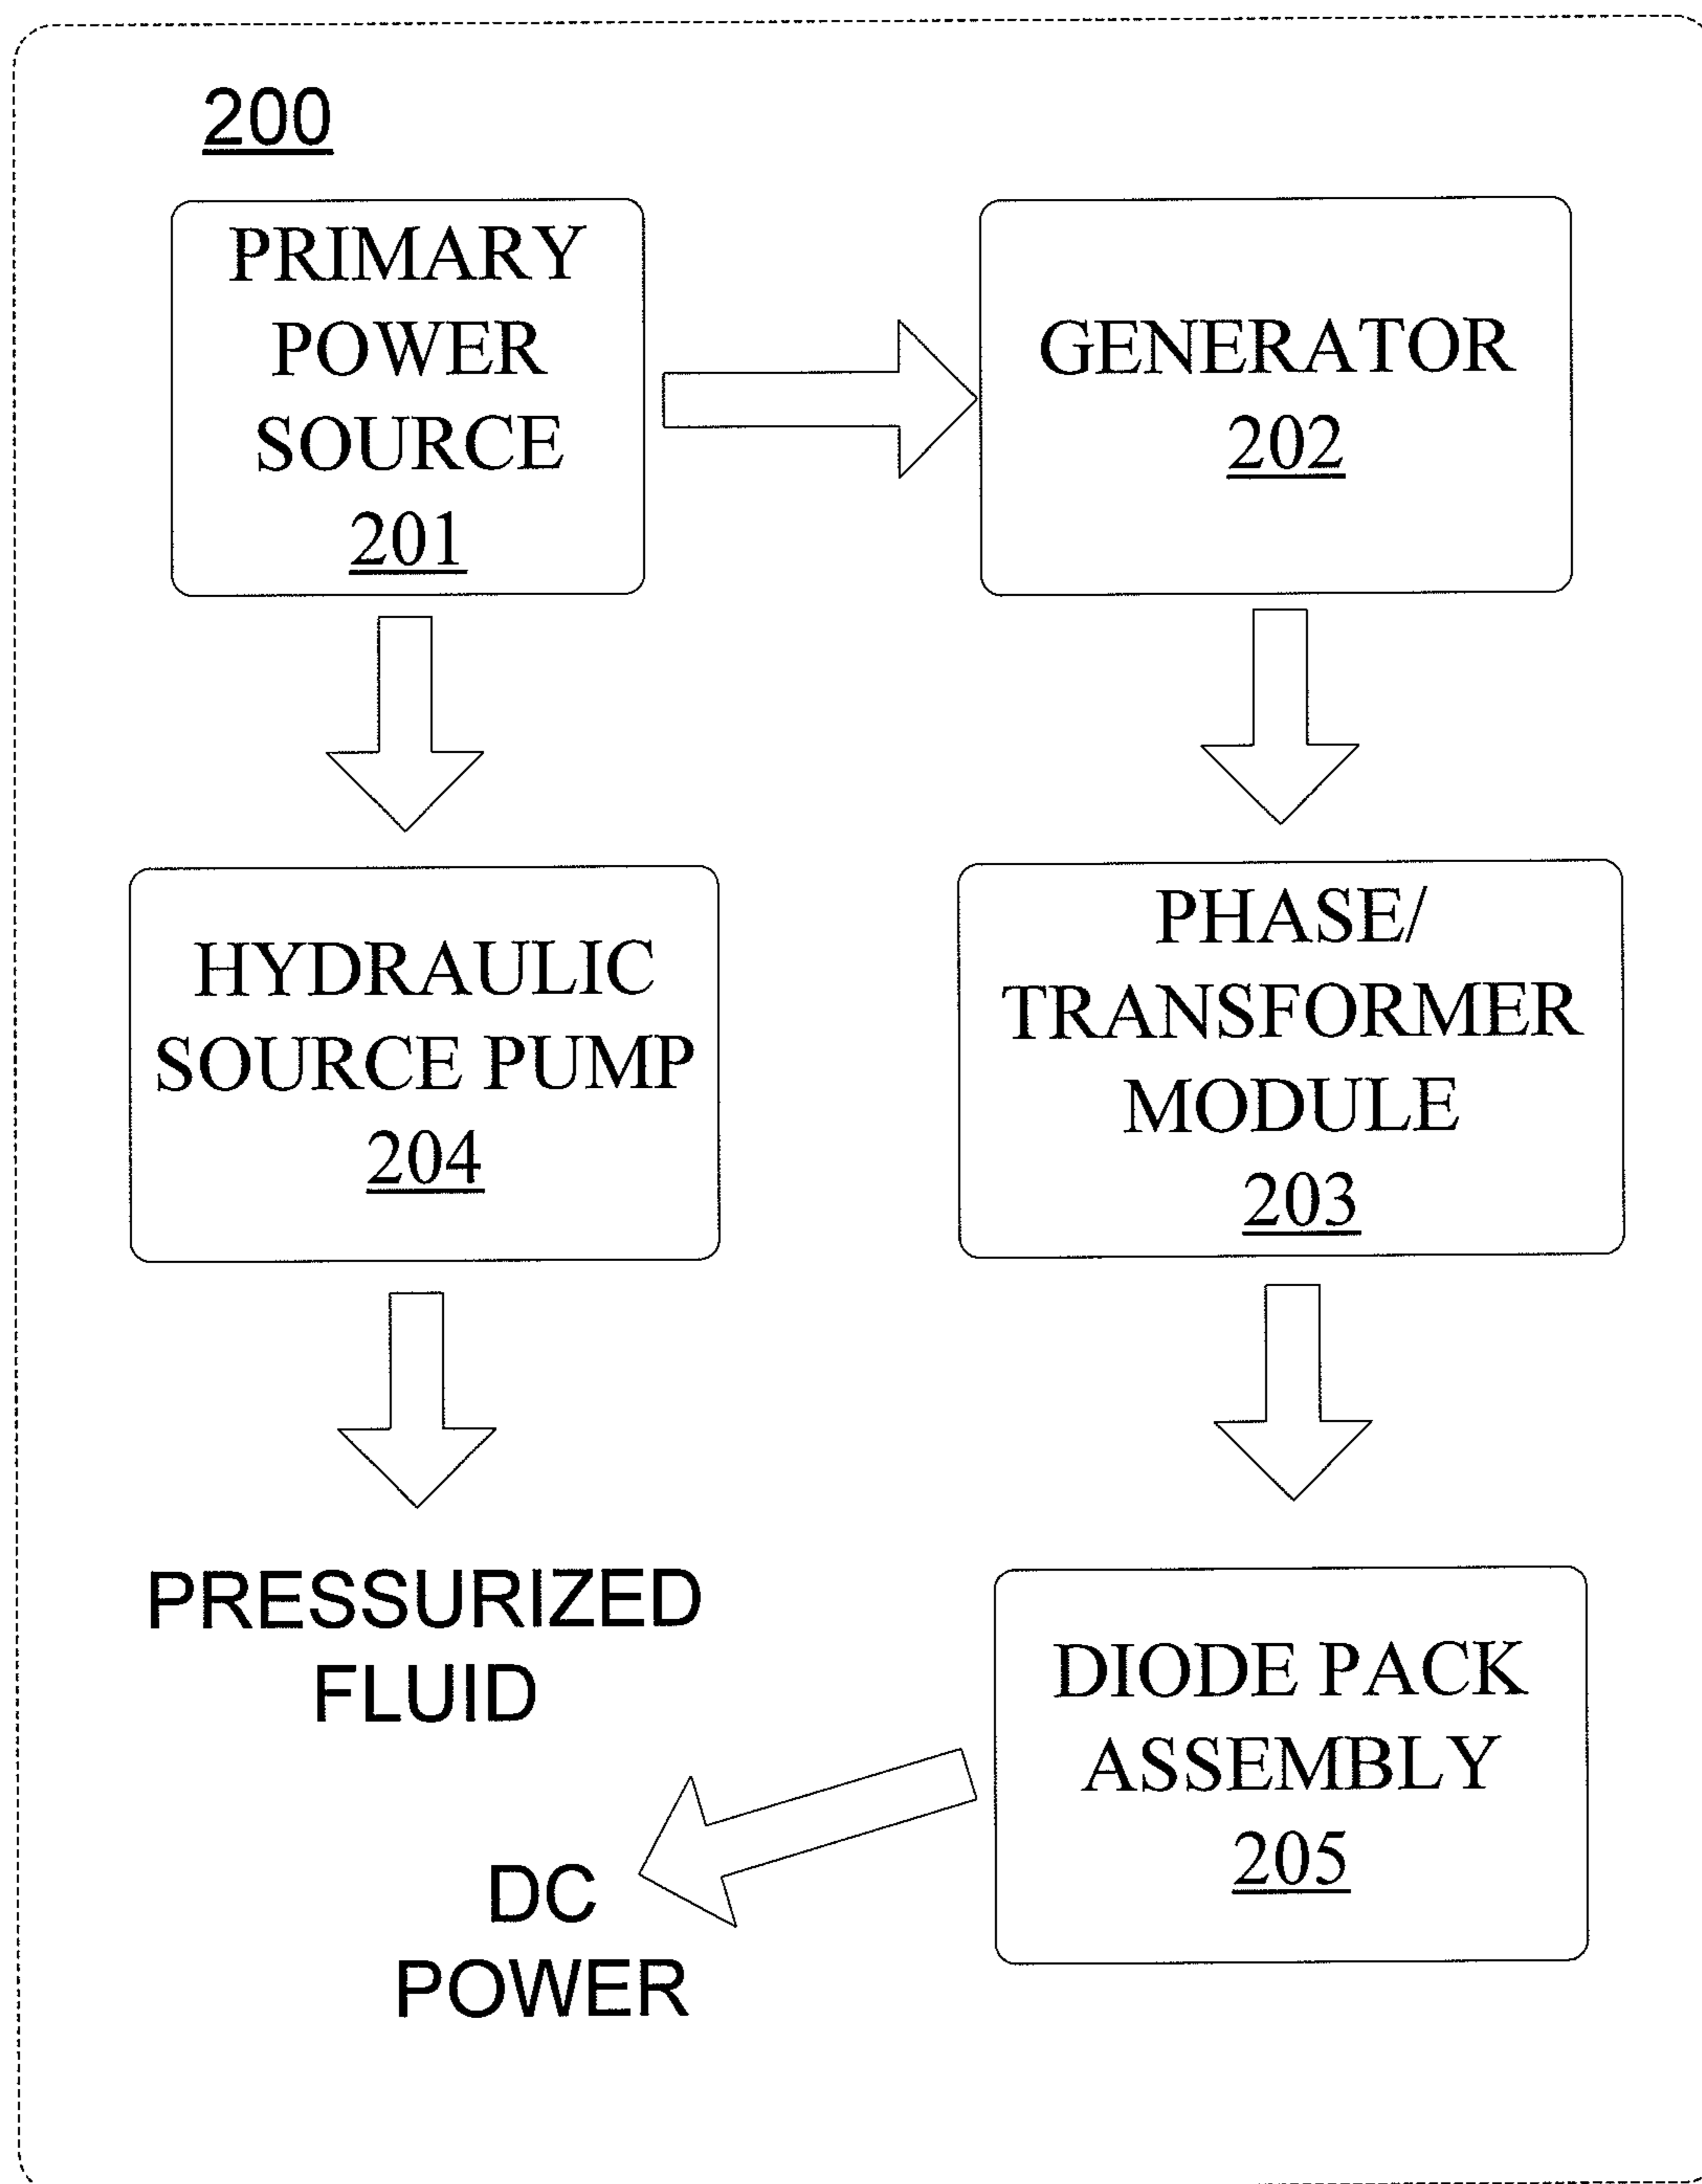 200
PRIMARY
POWER
SOURCE
201
GENERATOR
202
HYDRAULIC
SOURCE PUMP
204
PHASE/
TRANSFORMER
MODULE
203
PRESSURIZED
FLUID
DIODE PACK
ASSEMBLY
205
DC
POWER